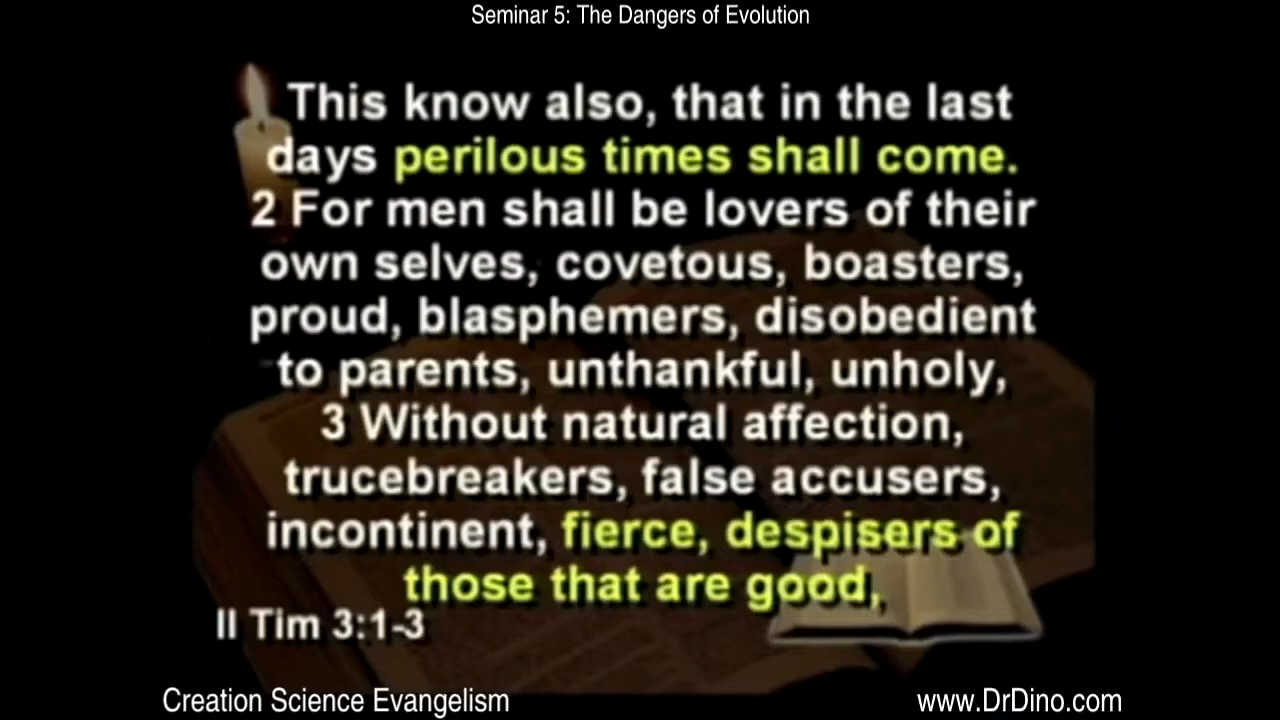 Seminar 5: The Dangers of Evolution
This know also, that in the last
days perilous times shall come.
2 For men shall be lovers of their
own selves, covetous, boasters,
proud, blasphemers, disobedient
to parents, unthankful, unholy,
3 Without natural affection,
trucebreakers, false accusers,
incontinent, fierce, despisers of
those that are good,
II Tim 3:1-3
Creation Science Evangelism
www.DrDino.com